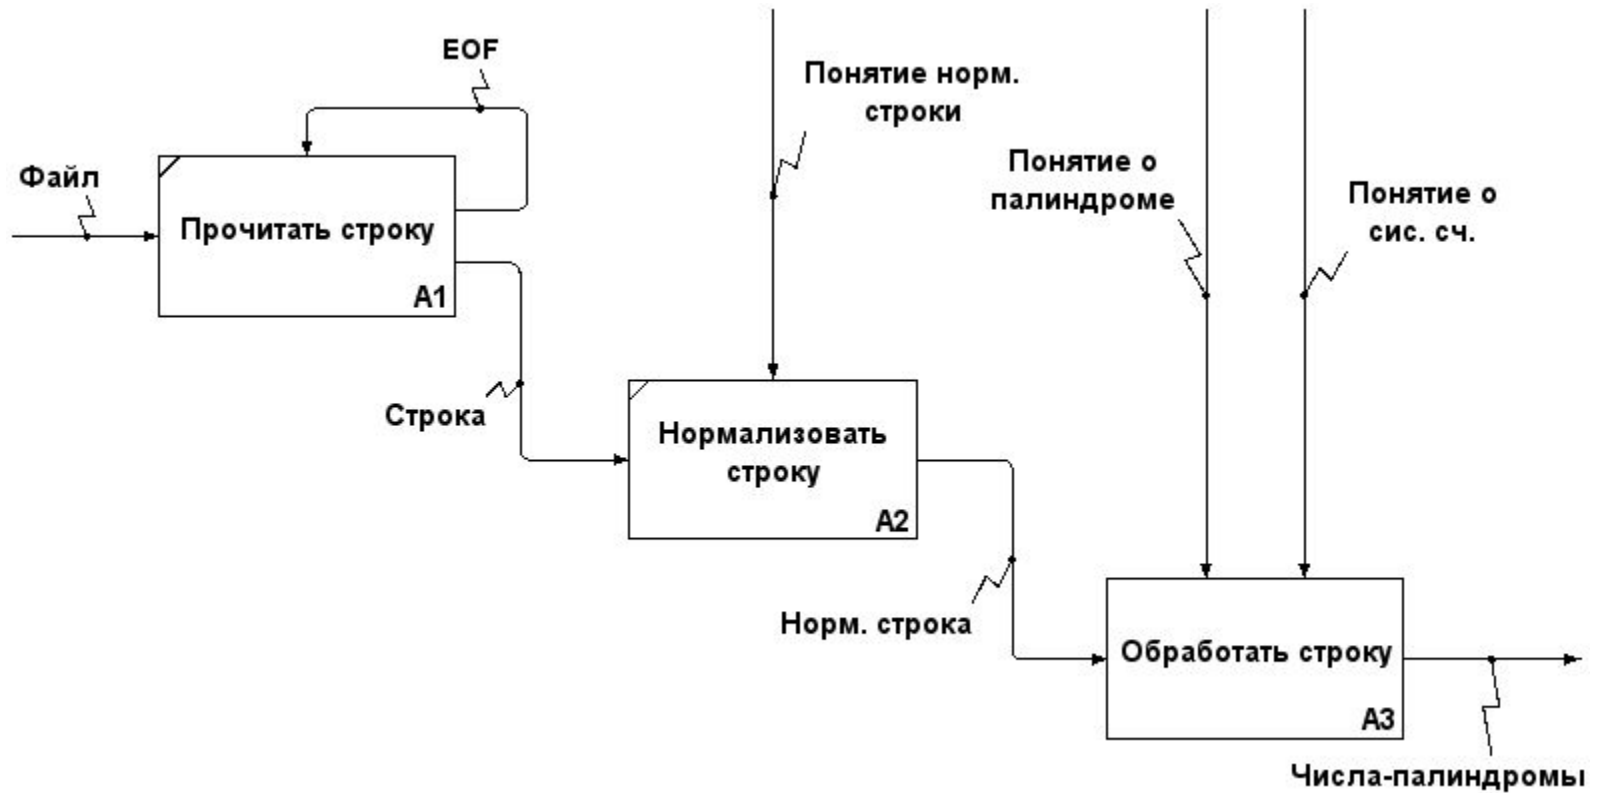 EOF
Понятие норм.
строки
Файл
Понятие о
палиндроме
Понятие о
сис. сч.
Прочитать строку
A1
Строка
Нормализовать
строку
A2
Норм. строка
Обработать строку
A3
Числа-палиндромы